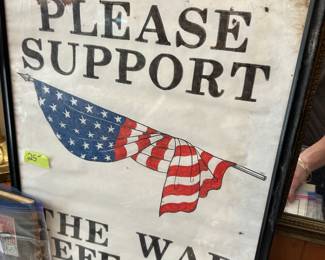 PLEASE
SUPPORT
25-
THE WAR